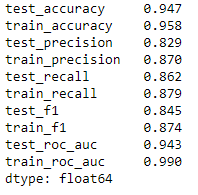 test_accuracy 0.947
train_accuracy 0.958
test_precision 0.829
train_precision 0.870
test_recall 0.862
train_recall 0.879
test_f1 0.845
train_f1 0.874
test_roc_auc 0.943
train_roc_auc 0.990
dtype: float64